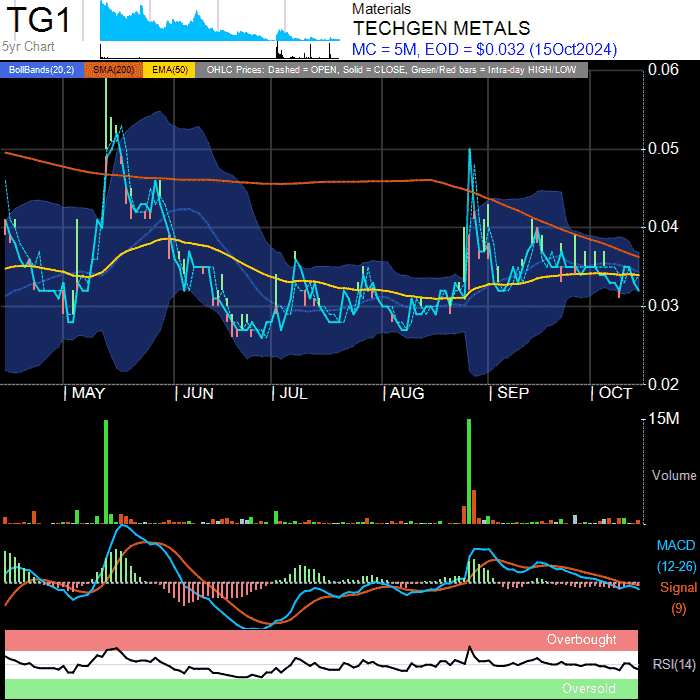 TG1
5yr Chart
Materials
TECHGEN METALS
MC = 5M, EOD = $0.032 (15Oct2024)
BollBands(20,2) SMA(200) EMA(50) OHLC Prices: Dashed = OPEN, Solid = CLOSE, Green/Red bars = Intra-day HIGH/LOW
0.06
0.05
0.04
0.03
0.02
MAY JUN JUL AUG SEP OCT
15M
Volume
MACD
(12-26)
Signal
(9)
Overbought
RSI(14)
Oversold